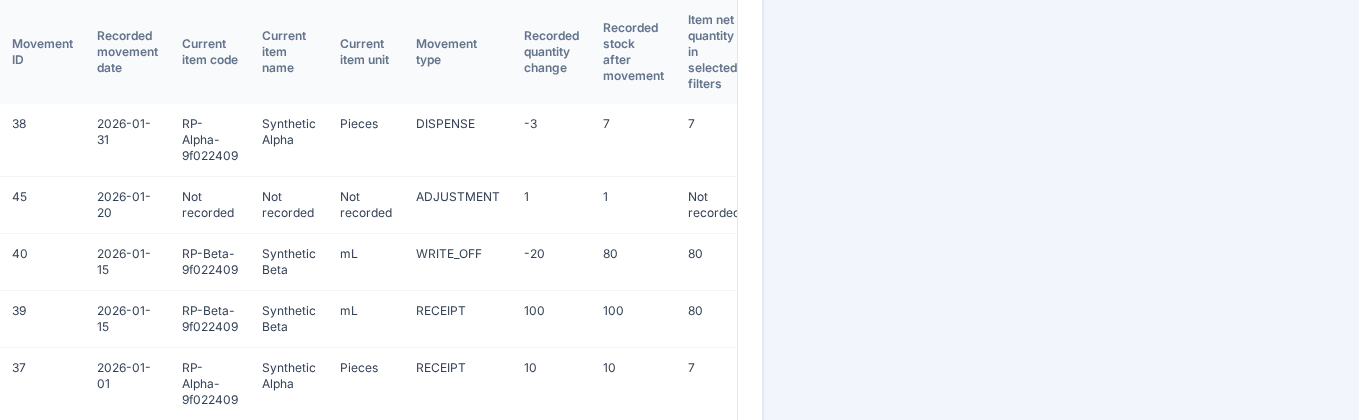 Movement ID
Recorded movement date
Current item code
Current item name
Current item unit
Movement type
Recorded quantity change
Recorded stock after movement
Item net quantity in selected filters
38 2026-01-31 RP-Alpha-9f022409 Synthetic Alpha Pieces DISPENSE -3 7 7
45 2026-01-20 Not recorded Not recorded Not recorded ADJUSTMENT 1 1 Not recorded
40 2026-01-15 RP-Beta-9f022409 Synthetic Beta mL WRITE_OFF -20 80 80
39 2026-01-15 RP-Beta-9f022409 Synthetic Beta mL RECEIPT 100 100 80
37 2026-01-01 RP-Alpha-9f022409 Synthetic Alpha Pieces RECEIPT 10 10 7